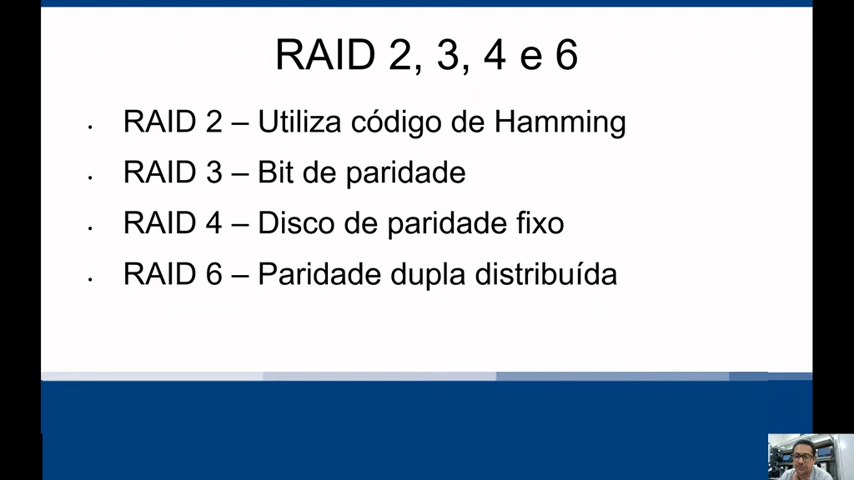 RAID 2, 3, 4 e 6
• RAID 2 – Utiliza código de Hamming
• RAID 3 – Bit de paridade
• RAID 4 – Disco de paridade fixo
• RAID 6 – Paridade dupla distribuída